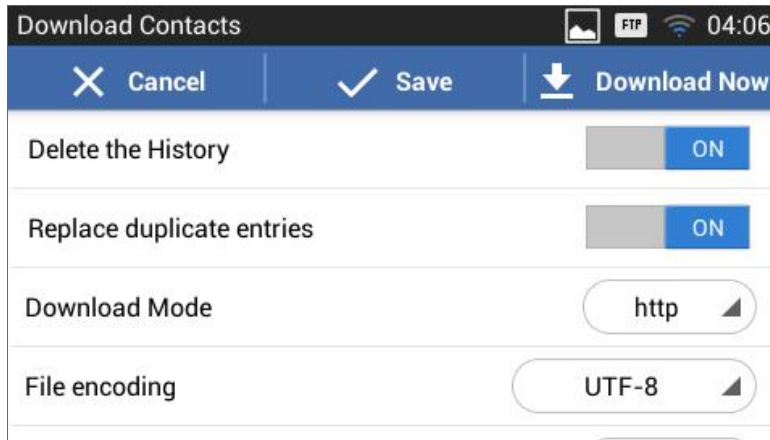 Download Contacts FTP 04:06
Cancel Save Download Now
Delete the History ON
Replace duplicate entries ON
Download Mode http
File encoding UTF-8